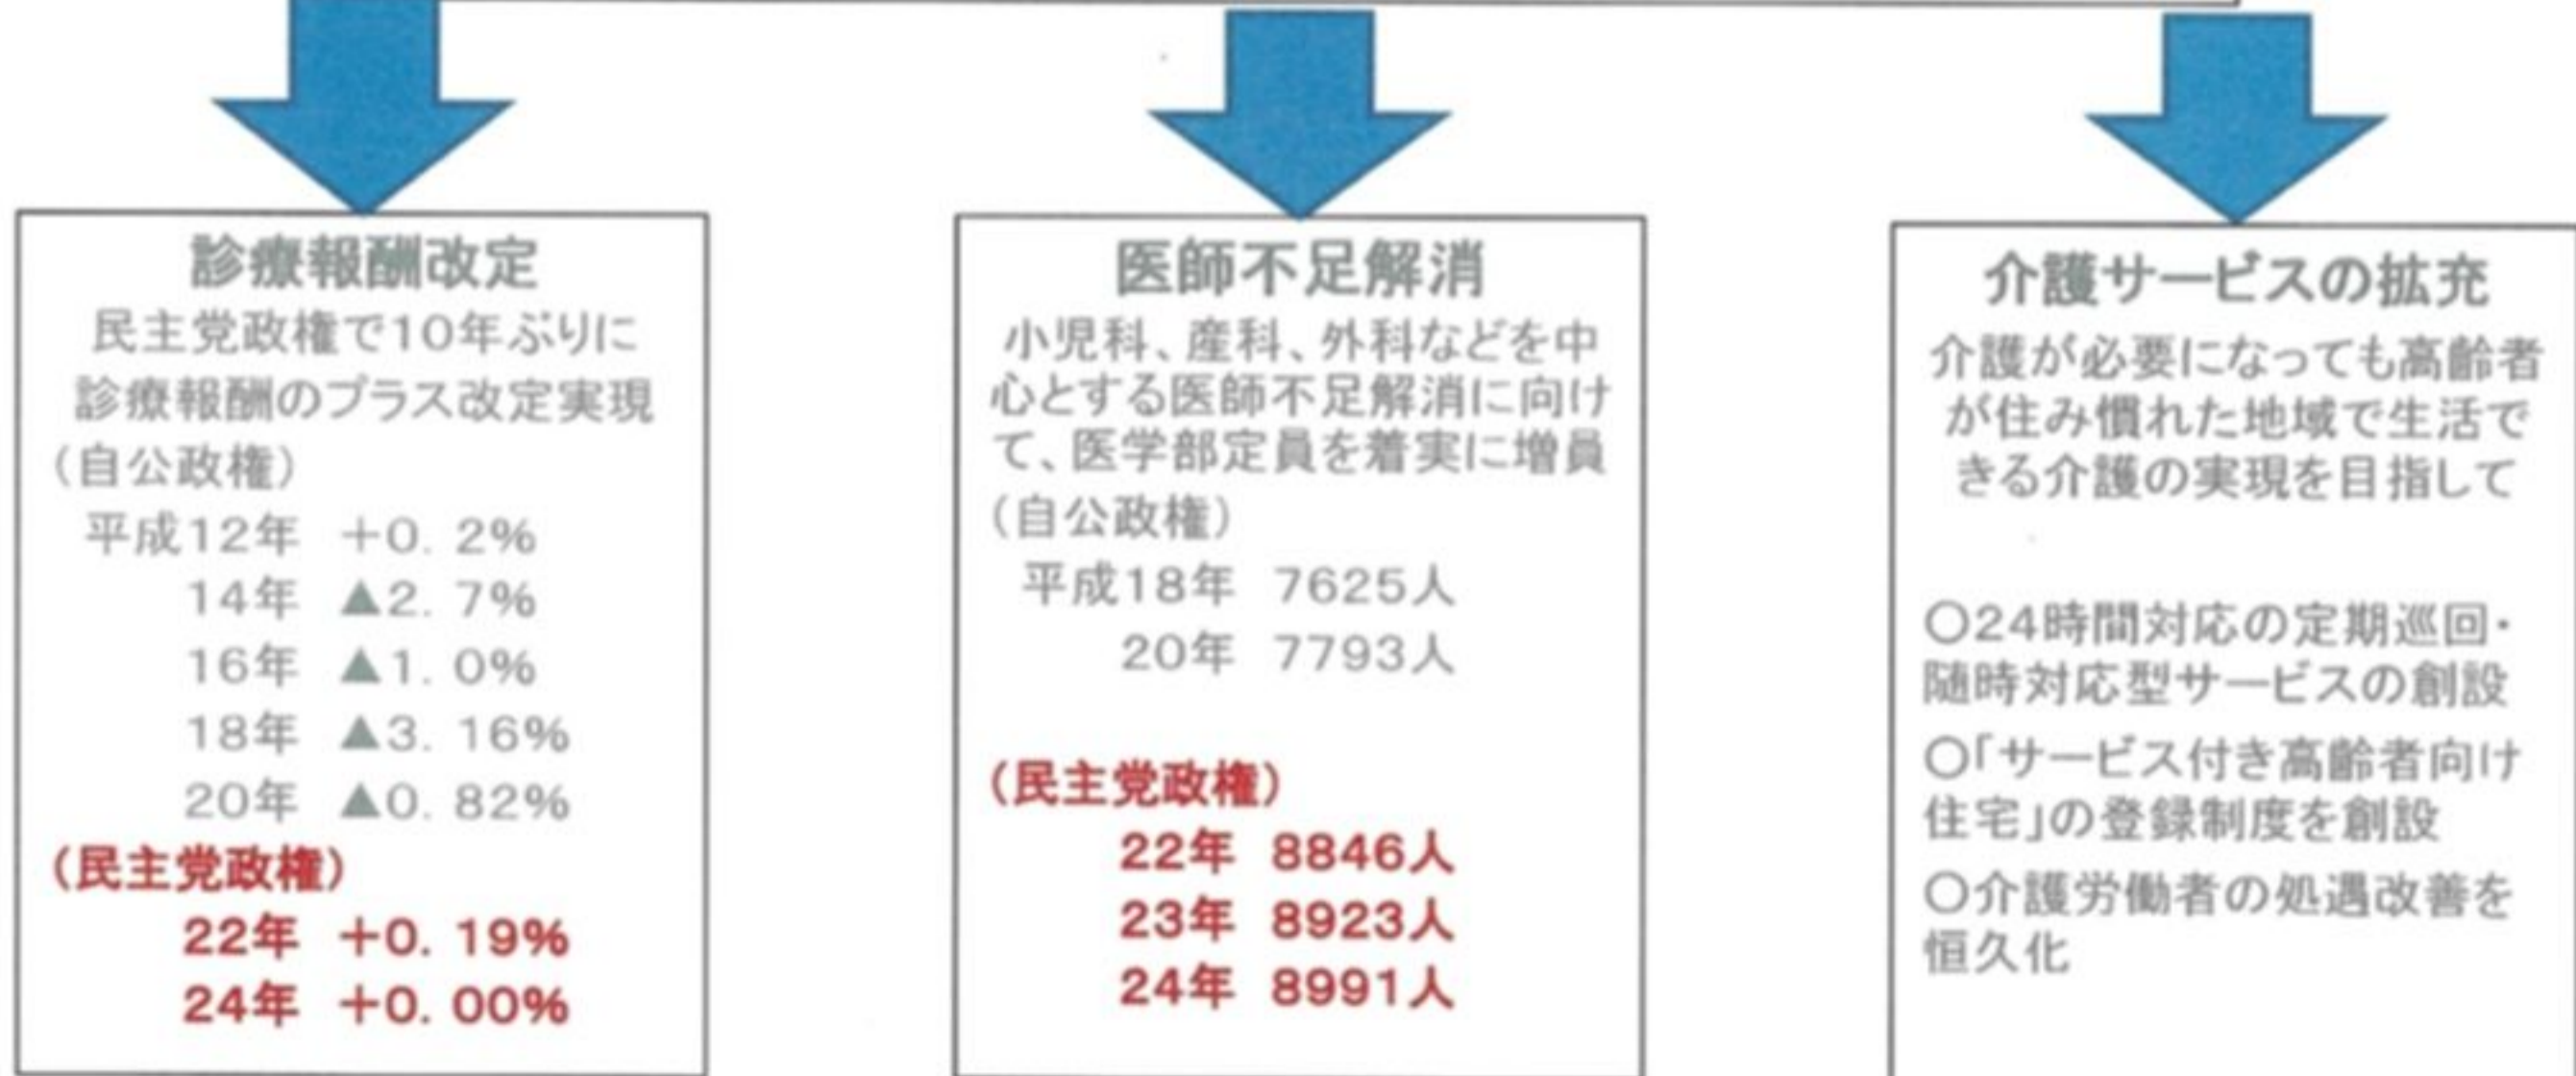 診療報酬改定
民主党政権で10年ぶりに
診療報酬のプラス改定実現
（自公政権）
平成12年 ＋0．2%
14年 ▲2．7%
16年 ▲1．0%
18年 ▲3．16%
20年 ▲0．82%
（民主党政権）
22年 ＋0．19%
24年 ＋0．00%
医師不足解消
小児科、産科、外科などを中
心とする医師不足解消に向け
て、医学部定員を着実に増員
（自公政権）
平成18年 7625人
20年 7793人
（民主党政権）
22年 8846人
23年 8923人
24年 8991人
介護サービスの拡充
介護が必要になっても高齢者
が住み慣れた地域で生活で
きる介護の実現を目指して
○24時間対応の定期巡回・
随時対応型サービスの創設
○「サービス付き高齢者向け
住宅」の登録制度を創設
○介護労働者の処遇改善を
恒久化